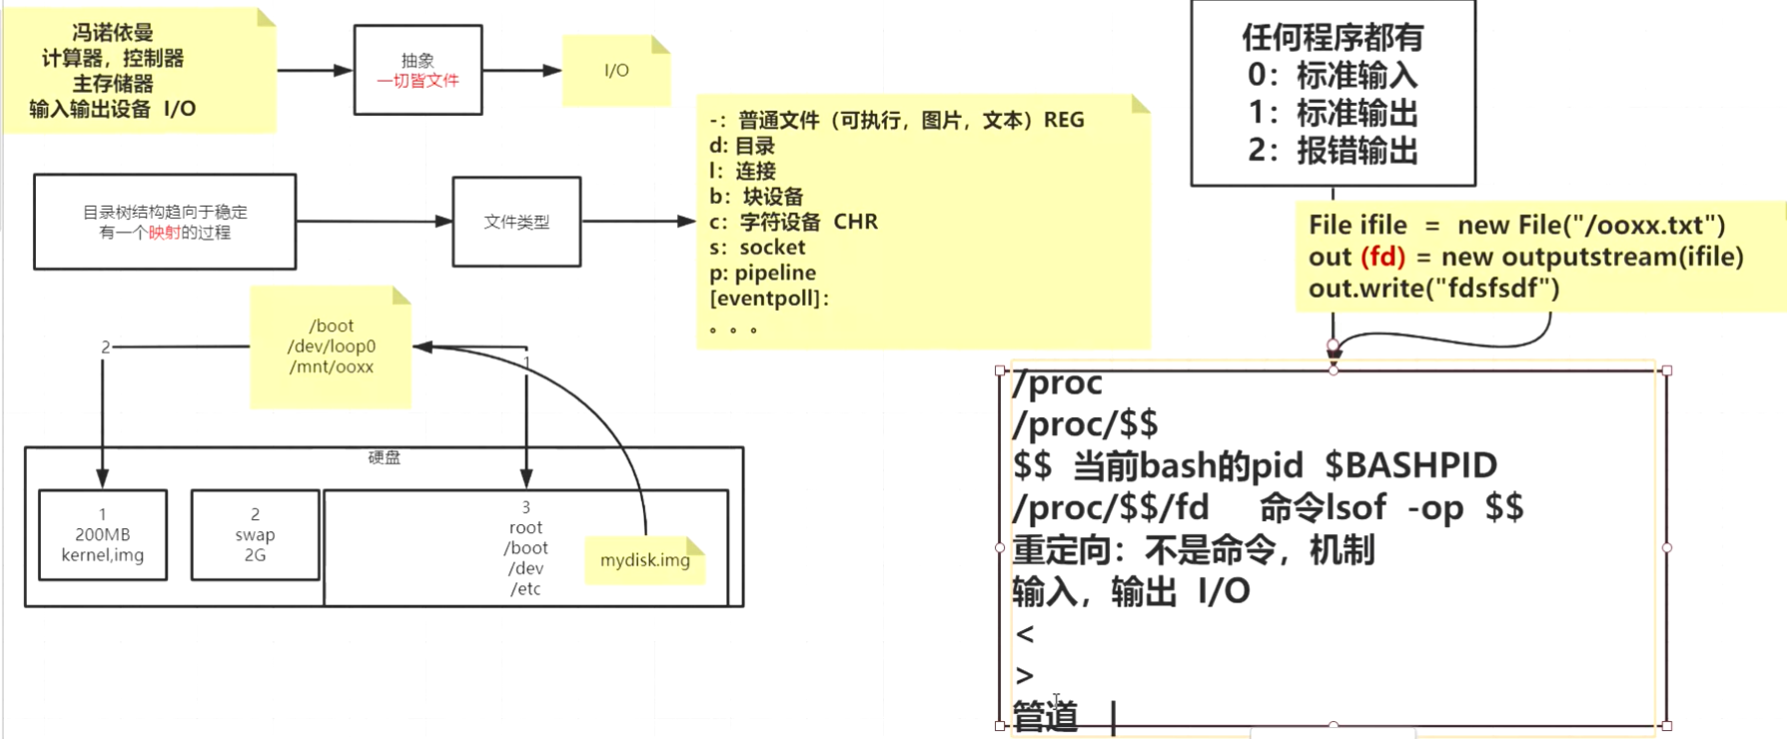 冯诺依曼
计算器，控制器
主存储器
输入输出设备 I/O
抽象
一切皆文件
I/O
目录树结构趋向于稳定
有一个映射的过程
文件类型
-：普通文件（可执行，图片，文本）REG
d: 目录
l：连接
b：块设备
c：字符设备 CHR
s：socket
p: pipeline
[eventpoll]：
。。。
/boot
/dev/loop0
/mnt/ooxx
2
1
硬盘
1
200MB
kernel,img
2
swap
2G
3
root
/boot
/dev
/etc
mydisk.img
任何程序都有
0：标准输入
1：标准输出
2：报错输出
File ifile = new File("/ooxx.txt")
out (fd) = new outputstream(ifile)
out.write("fdsfsdf")
/proc
/proc/$$
$$ 当前bash的pid $BASHPID
/proc/$$/fd 命令lsof -op $$
重定向：不是命令，机制
输入，输出 I/O
<
>
管道 |